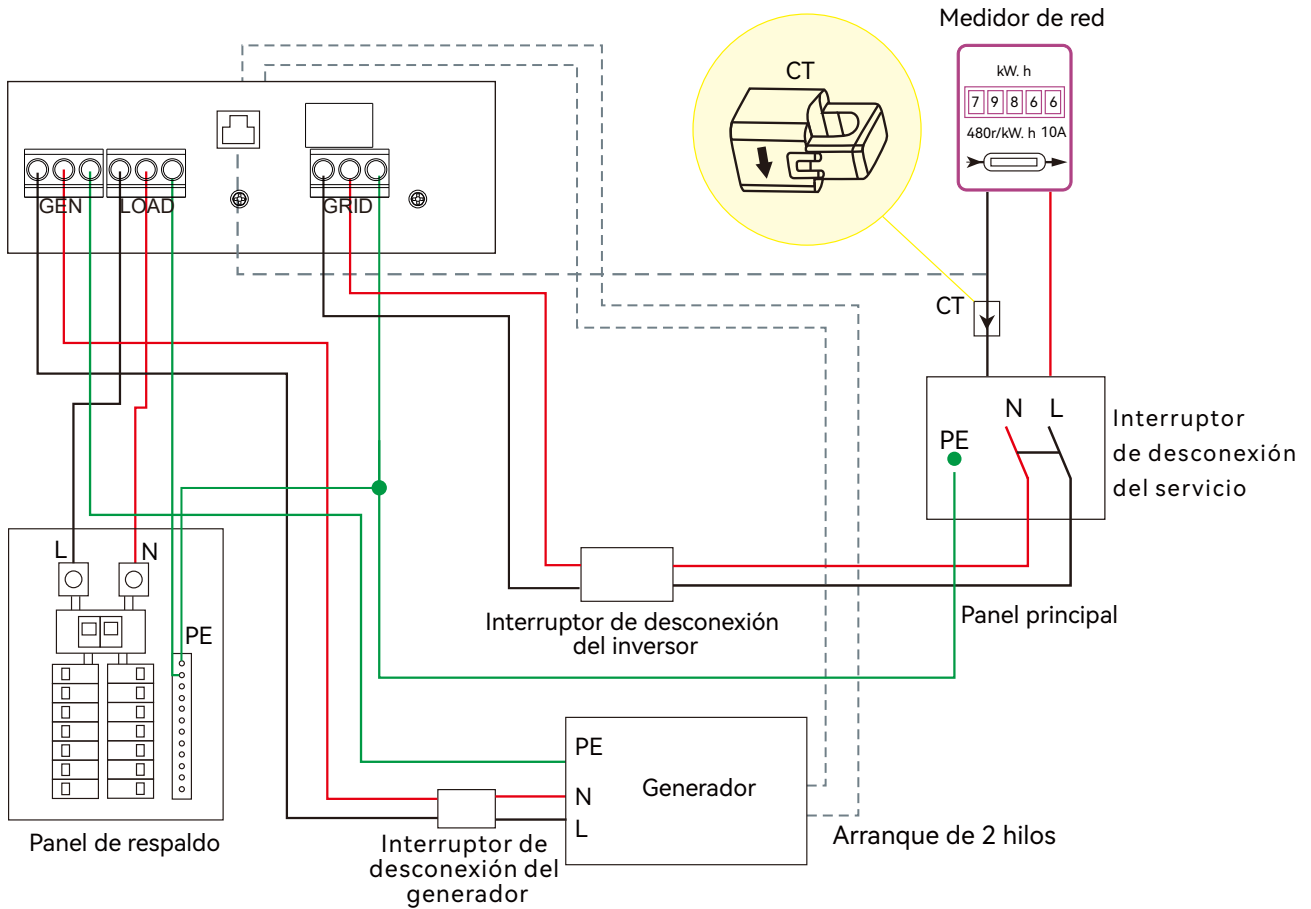 Medidor de red
kW. h
7 9 8 6 6
480r/kW. h 10A
CT
GEN
LOAD
GRID
CT
N
L
PE
Interruptor
de desconexión
del servicio
L
N
PE
Interruptor de desconexión
del inversor
Panel principal
PE
N
L
Generador
Panel de respaldo
Interruptor de
desconexión del
generador
Arranque de 2 hilos